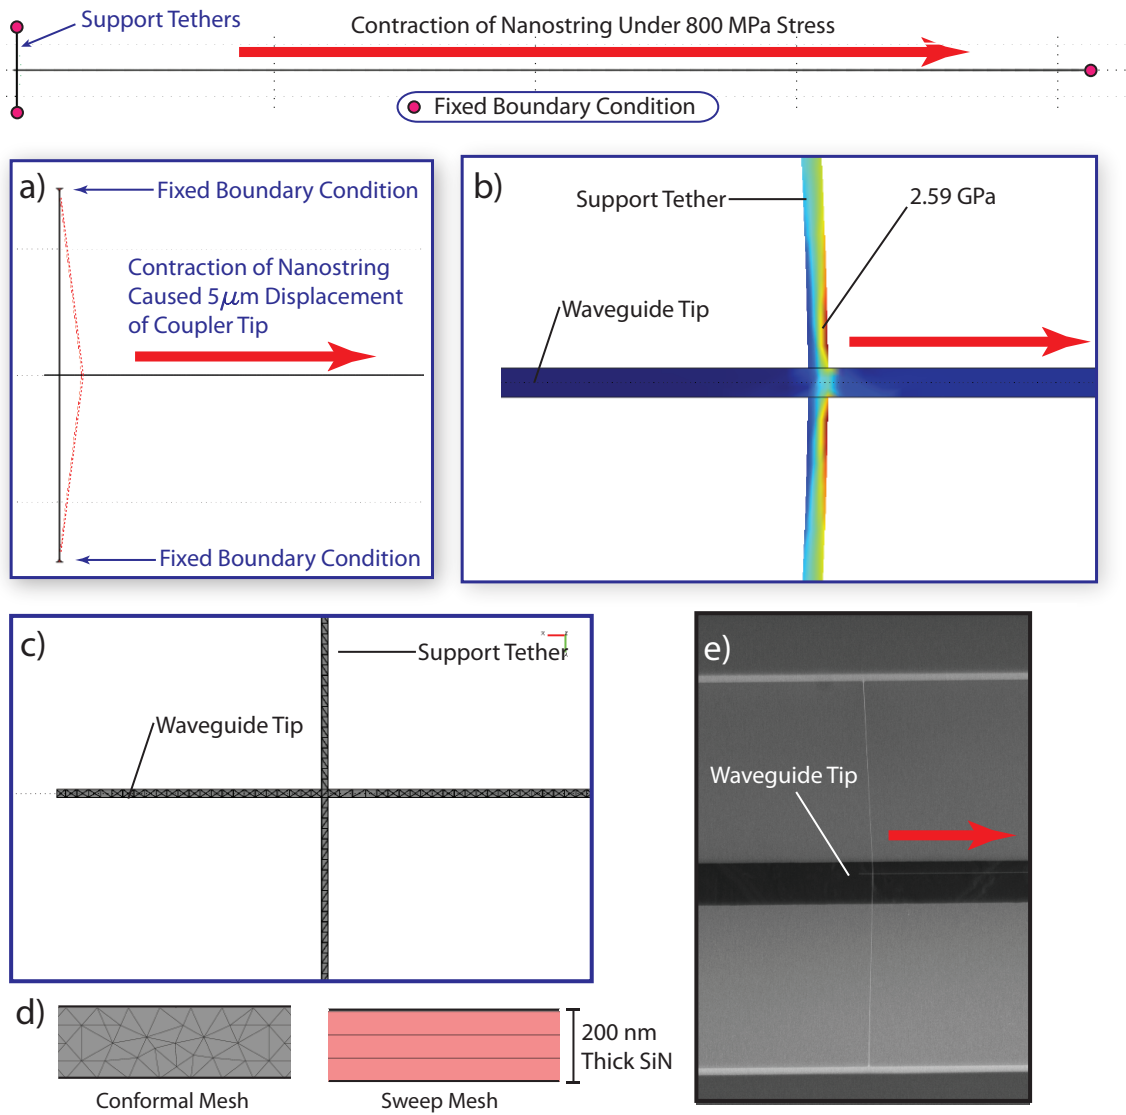 Support Tethers
Contraction of Nanostring Under 800 MPa Stress
Fixed Boundary Condition
a)
Fixed Boundary Condition
Contraction of Nanostring
Caused 5μm Displacement
of Coupler Tip
Fixed Boundary Condition
b)
Support Tether
2.59 GPa
Waveguide Tip
c)
x
Support Tether
Waveguide Tip
d)
200 nm
Thick SiN
Conformal Mesh
Sweep Mesh
e)
Waveguide Tip